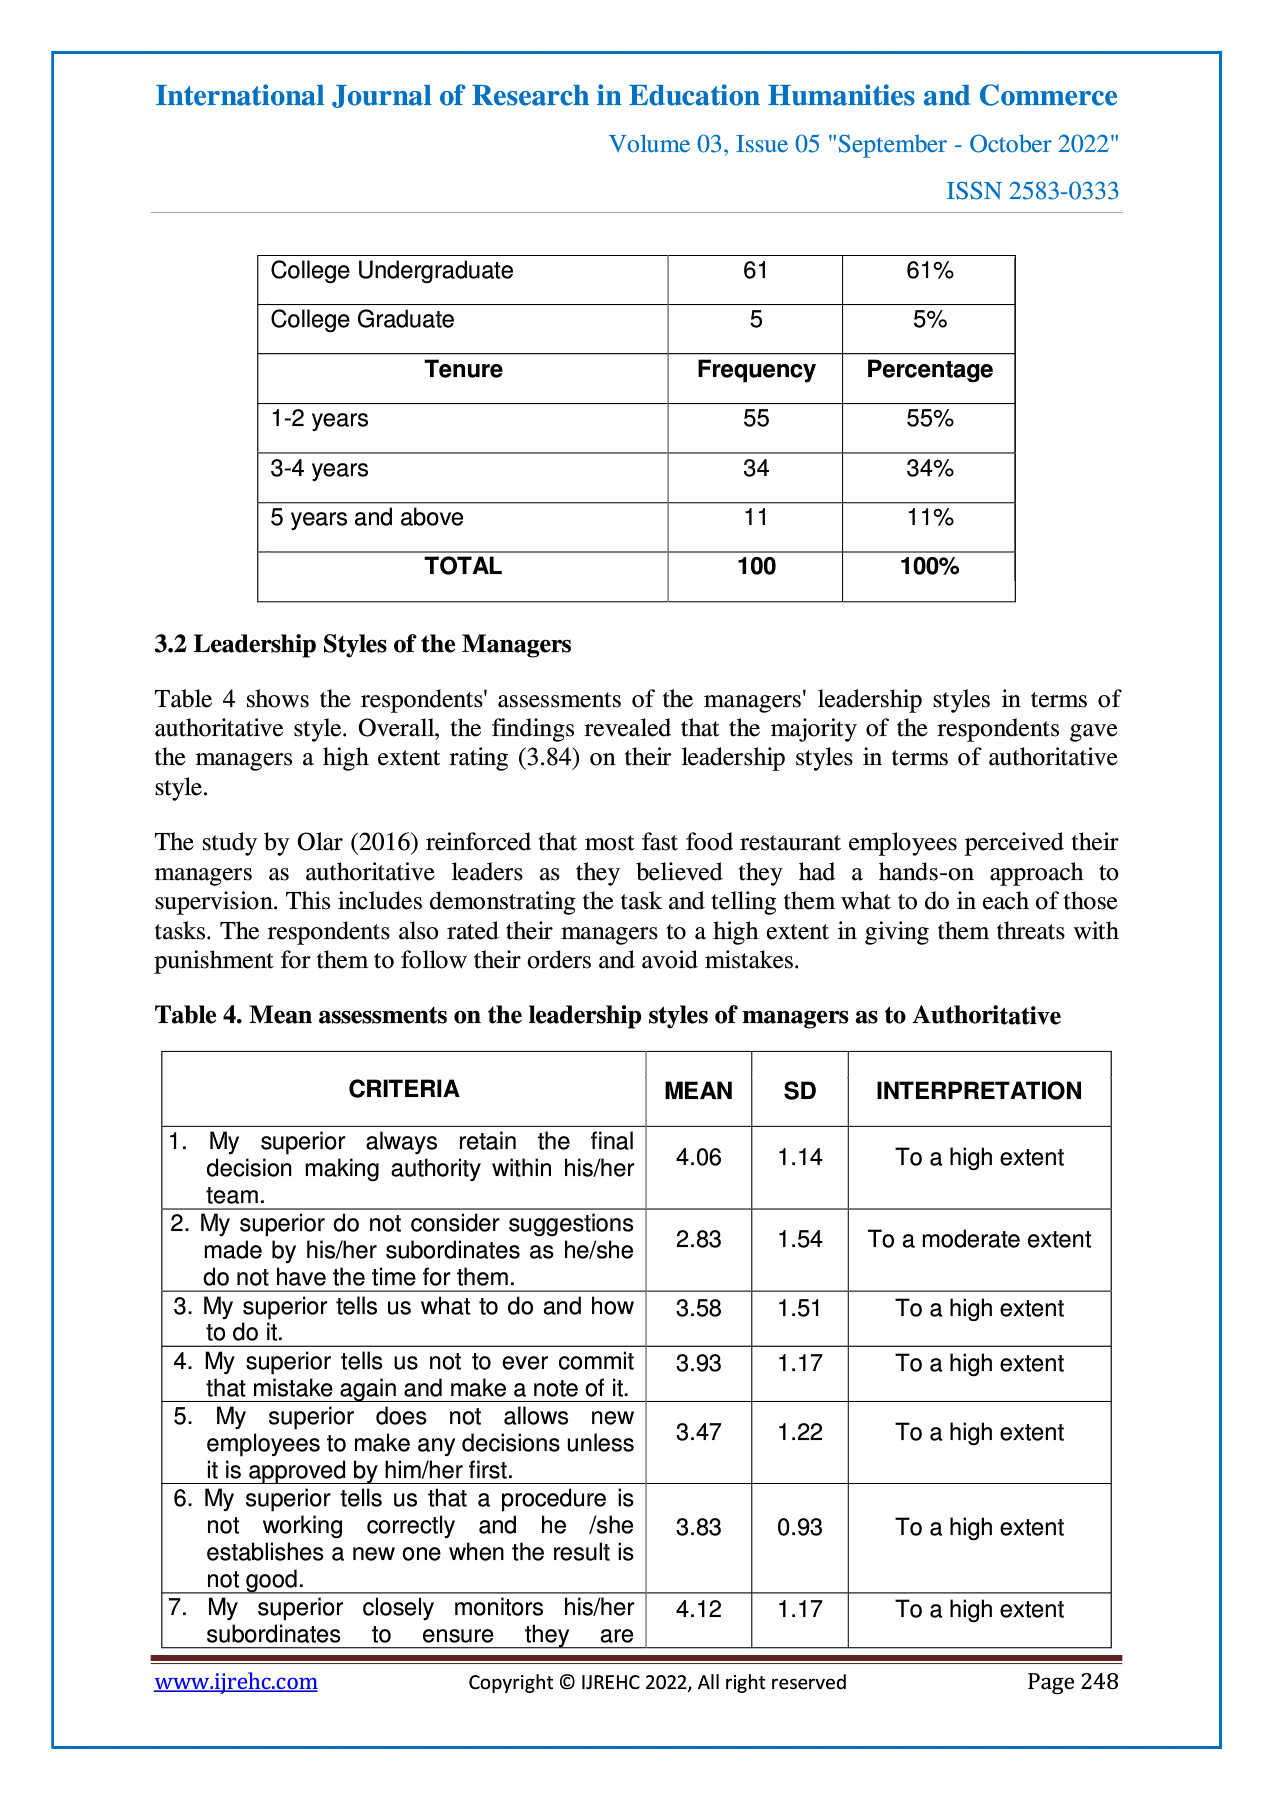 International Journal of Research in Education Humanities and Commerce
Volume 03, Issue 05 "September - October 2022"
ISSN 2583-0333
College Undergraduate 61 61%
College Graduate 5 5%
Tenure Frequency Percentage
1-2 years 55 55%
3-4 years 34 34%
5 years and above 11 11%
TOTAL 100 100%
3.2 Leadership Styles of the Managers
Table 4 shows the respondents' assessments of the managers' leadership styles in terms of
authoritative style. Overall, the findings revealed that the majority of the respondents gave
the managers a high extent rating (3.84) on their leadership styles in terms of authoritative
style.
The study by Olar (2016) reinforced that most fast food restaurant employees perceived their
managers as authoritative leaders as they believed they had a hands-on approach to
supervision. This includes demonstrating the task and telling them what to do in each of those
tasks. The respondents also rated their managers to a high extent in giving them threats with
punishment for them to follow their orders and avoid mistakes.
Table 4. Mean assessments on the leadership styles of managers as to Authoritative
CRITERIA MEAN SD INTERPRETATION
1. My superior always retain the final
decision making authority within his/her
team.
4.06 1.14 To a high extent
2. My superior do not consider suggestions
made by his/her subordinates as he/she
do not have the time for them.
2.83 1.54 To a moderate extent
3. My superior tells us what to do and how
to do it.
3.58 1.51 To a high extent
4. My superior tells us not to ever commit
that mistake again and make a note of it.
3.93 1.17 To a high extent
5. My superior does not allows new
employees to make any decisions unless
it is approved by him/her first.
3.47 1.22 To a high extent
6. My superior tells us that a procedure is
not working correctly and he /she
establishes a new one when the result is
not good.
3.83 0.93 To a high extent
7. My superior closely monitors his/her
subordinates to ensure they are
4.12 1.17 To a high extent
www.ijrehc.com Copyright © IJREHC 2022, All right reserved Page 248